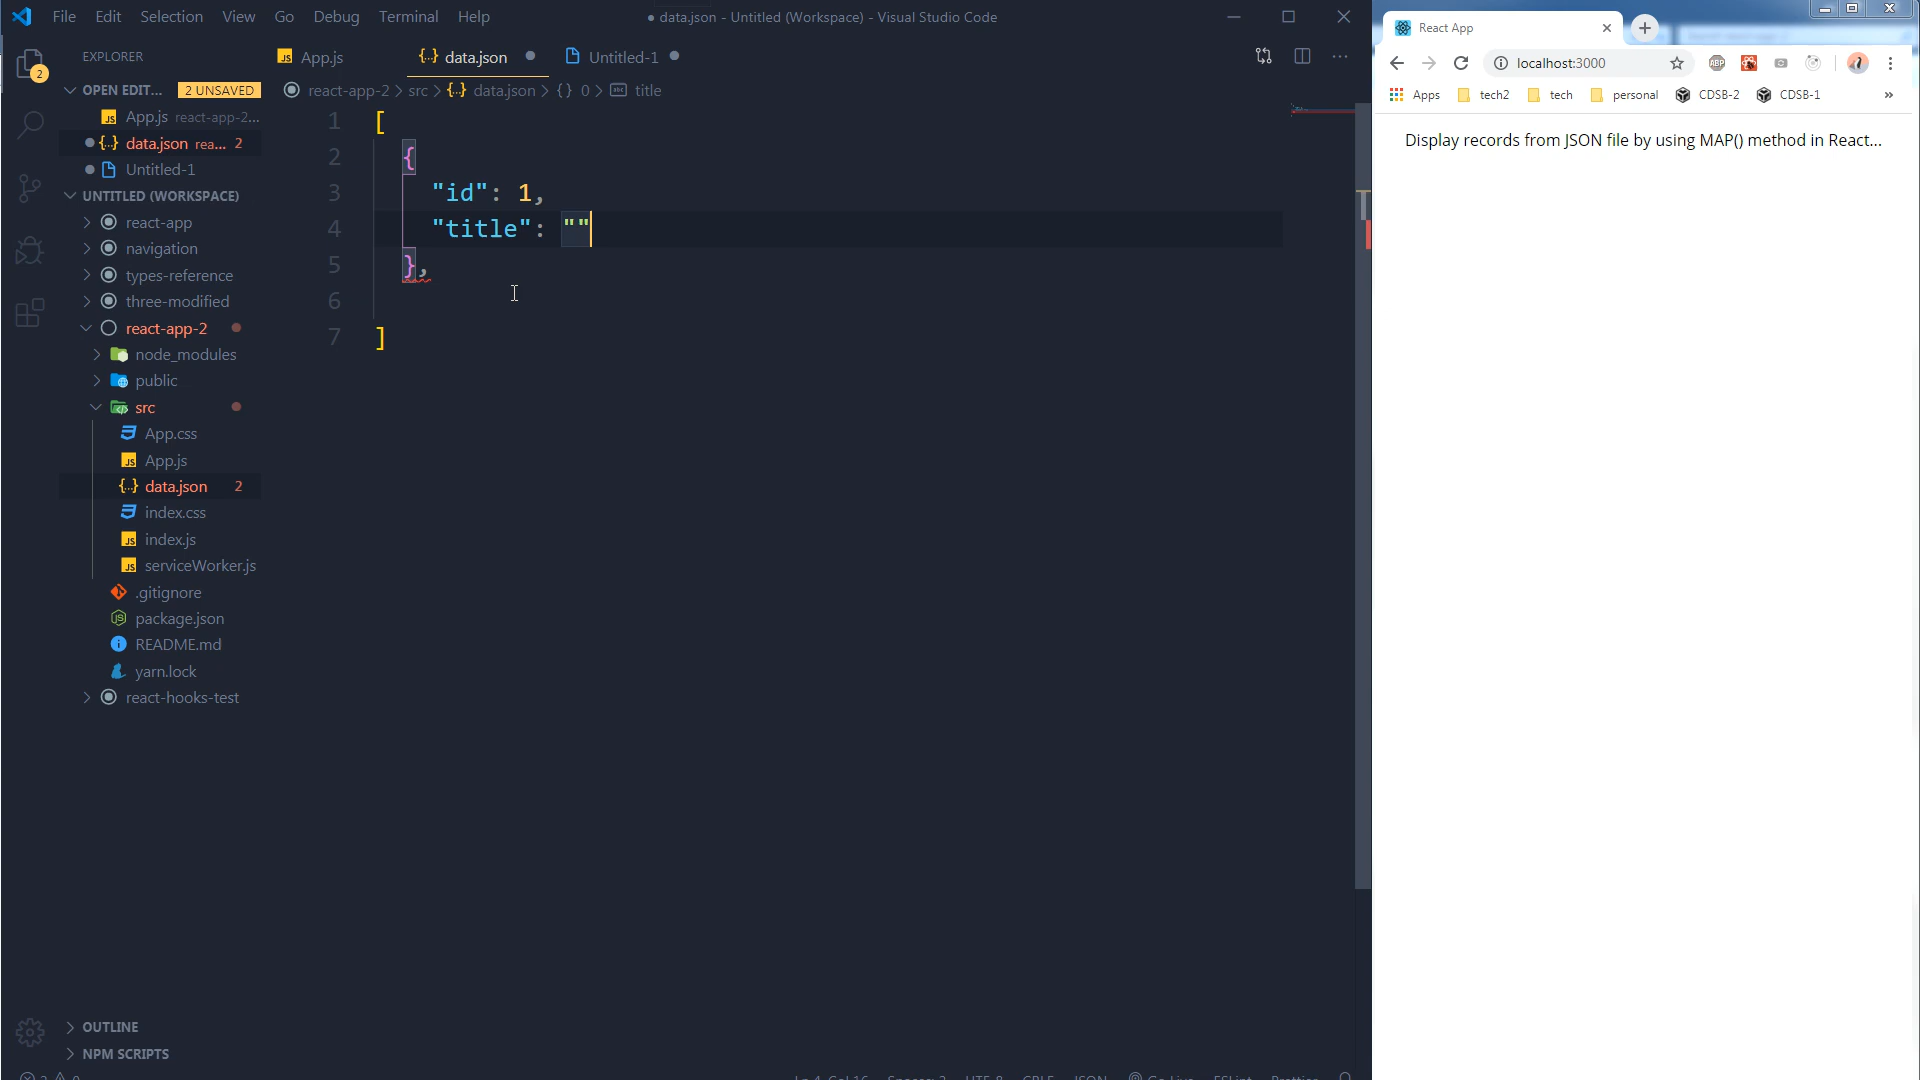 File Edit Selection View Go Debug Terminal Help
● data.json - Untitled (Workspace) - Visual Studio Code
EXPLORER
OPEN EDIT... 2 UNSAVED
App.js react-app-2...
data.json rea... 2
Untitled-1
UNTITLED (WORKSPACE)
react-app
navigation
types-reference
three-modified
react-app-2
node_modules
public
src
App.css
App.js
data.json 2
index.css
index.js
serviceWorker.js
.gitignore
package.json
README.md
yarn.lock
react-hooks-test
OUTLINE
NPM SCRIPTS
2
App.js
data.json
Untitled-1
react-app-2 > src > {..} data.json > {} 0 > title
1 [
2 {
3 "id": 1,
4 "title": ""
5 },
6
7 ]
React App
localhost:3000
ABP
Apps tech2 tech personal CDSB-2 CDSB-1 »
Display records from JSON file by using MAP() method in React...